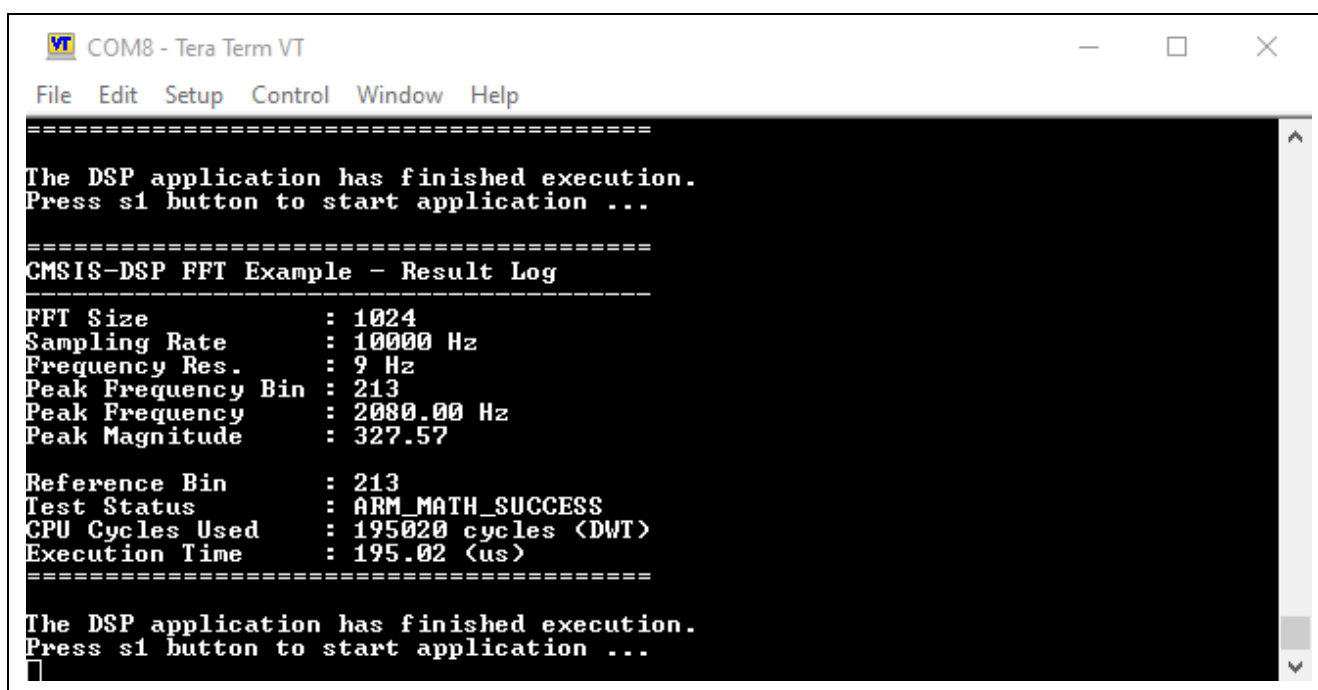 VT COM8 - Tera Term VT
File Edit Setup Control Window Help
========================================
The DSP application has finished execution.
Press s1 button to start application ...
========================================
CMSIS-DSP FFT Example - Result Log
----------------------------------------
FFT Size           : 1024
Sampling Rate      : 10000 Hz
Frequency Res.     : 9 Hz
Peak Frequency Bin : 213
Peak Frequency     : 2080.00 Hz
Peak Magnitude     : 327.57
Reference Bin      : 213
Test Status        : ARM_MATH_SUCCESS
CPU Cycles Used    : 195020 cycles (DWT)
Execution Time     : 195.02 (us)
========================================
The DSP application has finished execution.
Press s1 button to start application ...